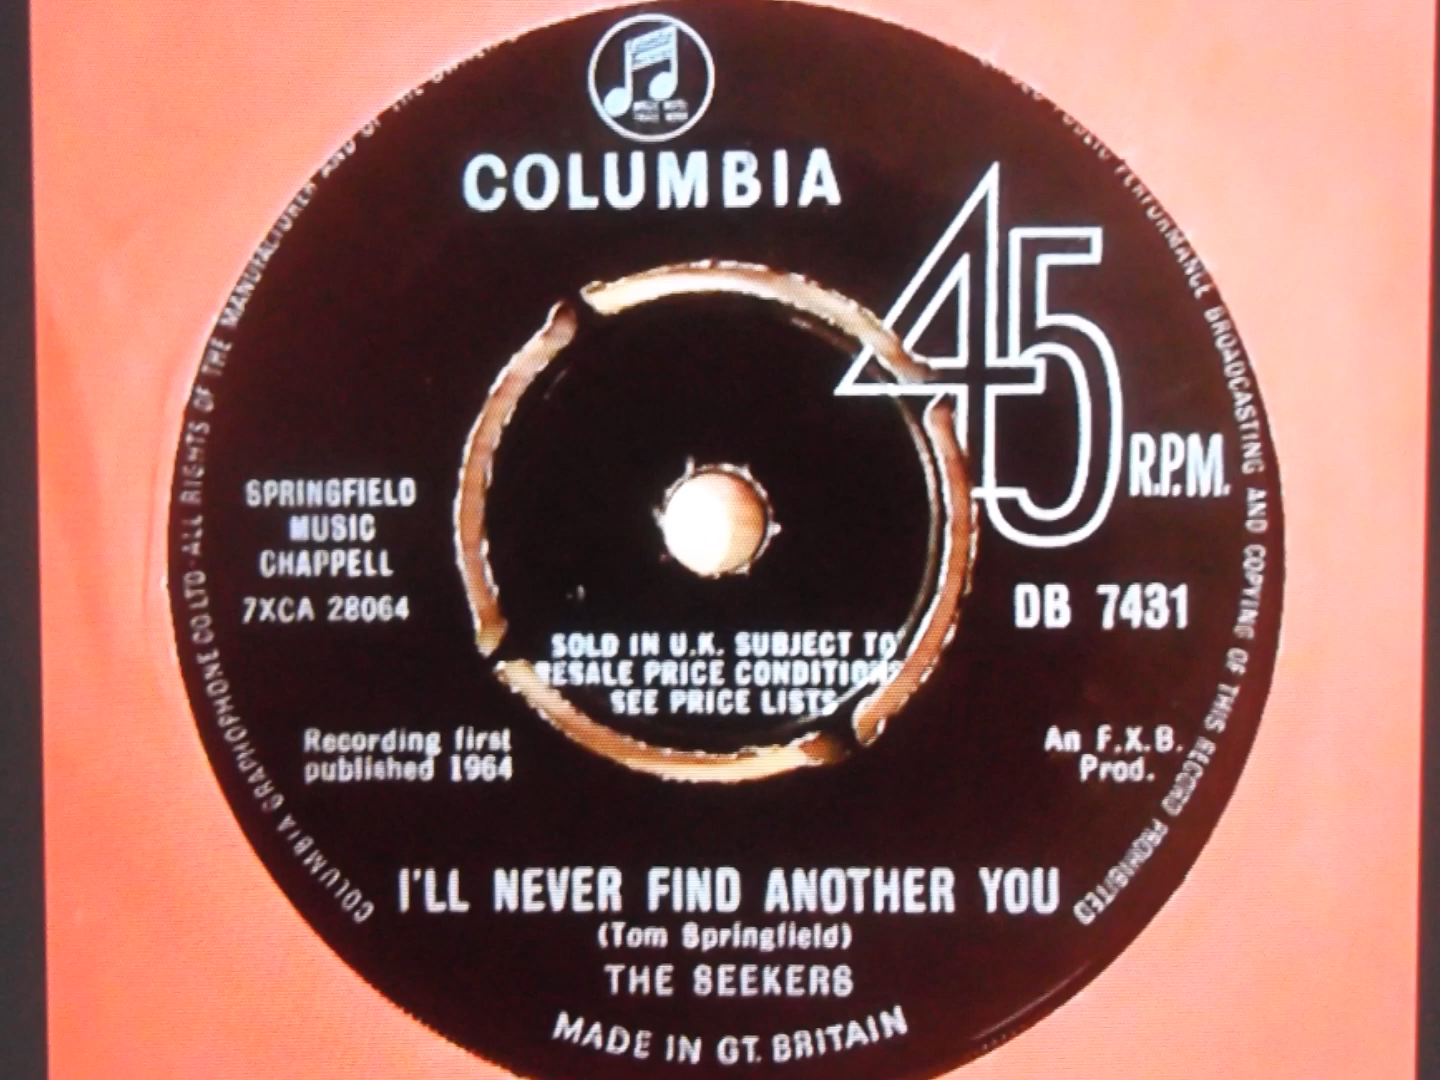 COLUMBIA
45
R.P.M.
SPRINGFIELD
MUSIC
CHAPPELL
7XCA 28064
DB 7431
SOLD IN U.K. SUBJECT TO
RESALE PRICE CONDITIONS
SEE PRICE LISTS
Recording first
published 1964
An F.X.B.
Prod.
I'LL NEVER FIND ANOTHER YOU
(Tom Springfield)
THE SEEKERS
MADE IN GT. BRITAIN
COLUMBIA GRAPHOPHONE CO LTD · ALL RIGHTS OF THE MANUFACTURER AND OF THE
PUBLIC PERFORMANCE BROADCASTING AND COPYING OF THIS RECORD PROHIBITED